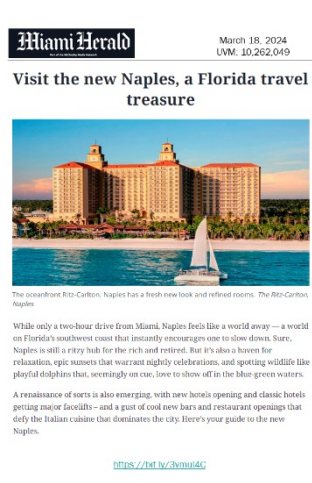 Miami Herald
March 18, 2024
UVM: 10,262,049
Visit the new Naples, a Florida travel
treasure
The oceanfront Ritz-Carlton, Naples has a fresh new look and refined rooms. The Ritz-Carlton,
Naples
While only a two-hour drive from Miami, Naples feels like a world away — a world
on Florida's southwest coast that instantly encourages one to slow down. Sure,
Naples is still a ritzy hub for the rich and retired. But it's also a haven for
relaxation, epic sunsets that warrant nightly celebrations, and spotting wildlife like
playful dolphins that, seemingly on cue, love to show off in the blue-green waters.
A renaissance of sorts is also emerging, with new hotels opening and classic hotels
getting major facelifts – and a gust of cool new bars and restaurant openings that
defy the Italian cuisine that dominates the city. Here's your guide to the new
Naples.
https://bit.ly/3vmul4C